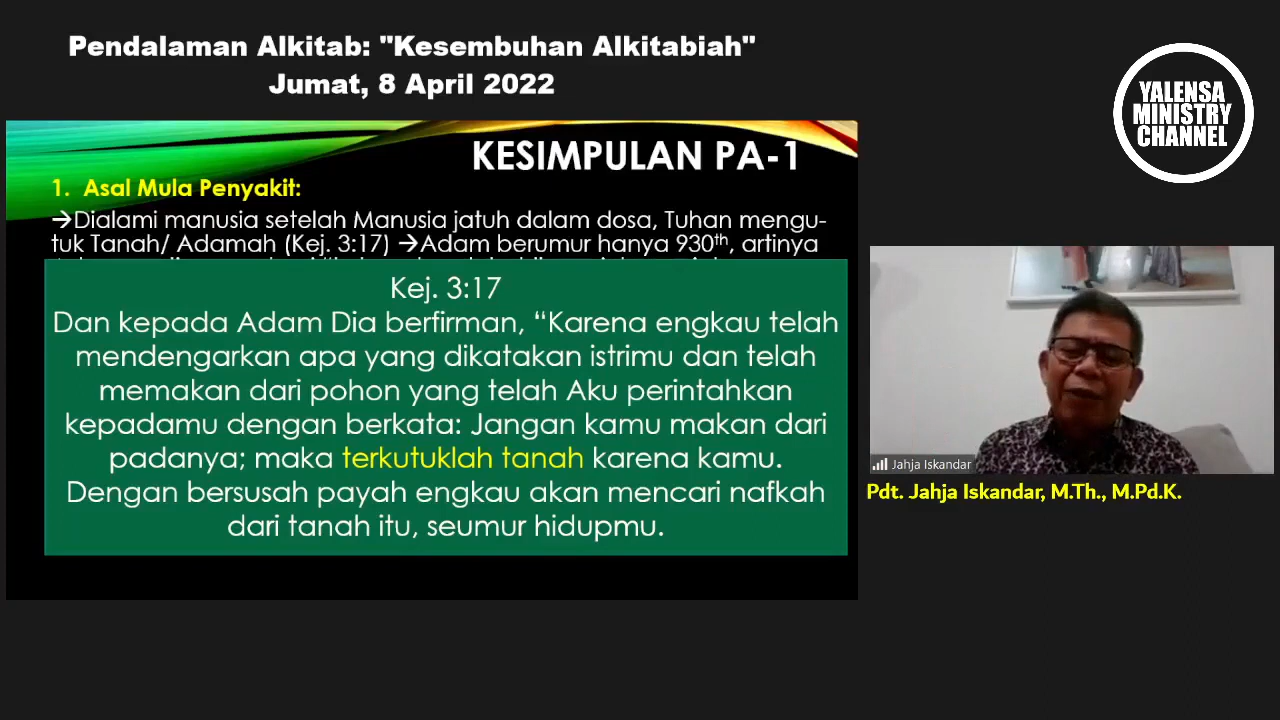 Pendalaman Alkitab: "Kesembuhan Alkitabiah"
Jumat, 8 April 2022
YALENSA
MINISTRY
CHANNEL
KESIMPULAN PA-1
1. Asal Mula Penyakit:
→Dialami manusia setelah Manusia jatuh dalam dosa, Tuhan mengu-
tuk Tanah/ Adamah (Kej. 3:17) →Adam berumur hanya 930th, artinya
Kej. 3:17
Dan kepada Adam Dia berfirman, “Karena engkau telah
mendengarkan apa yang dikatakan istrimu dan telah
memakan dari pohon yang telah Aku perintahkan
kepadamu dengan berkata: Jangan kamu makan dari
padanya; maka terkutuklah tanah karena kamu.
Dengan bersusah payah engkau akan mencari nafkah
dari tanah itu, seumur hidupmu.
Jahja Iskandar
Pdt. Jahja Iskandar, M.Th., M.Pd.K.